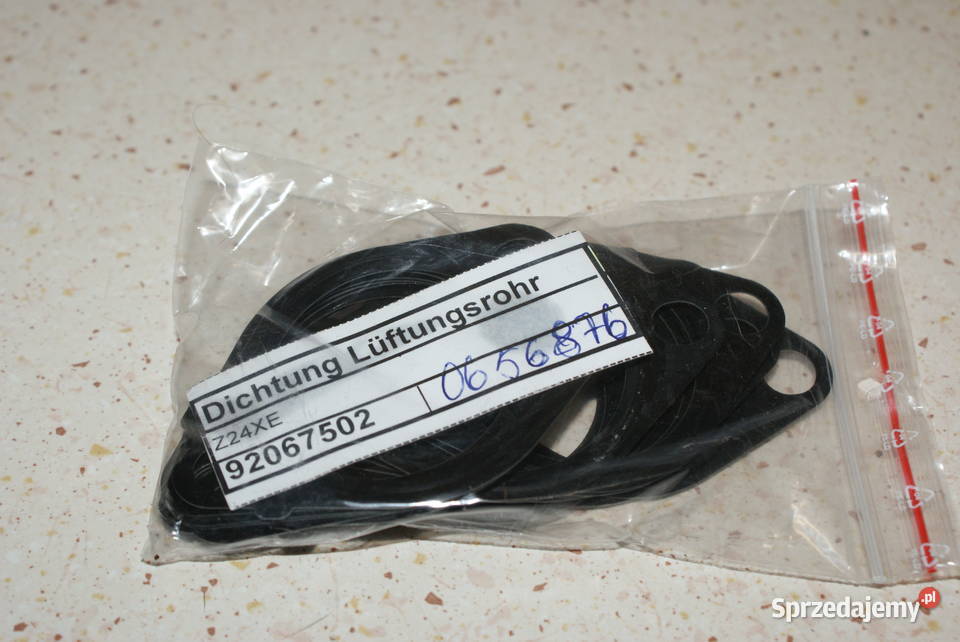 Dichtung Lüftungsrohr
Z24XE
92067502
0656876
Sprzedajemy.pl